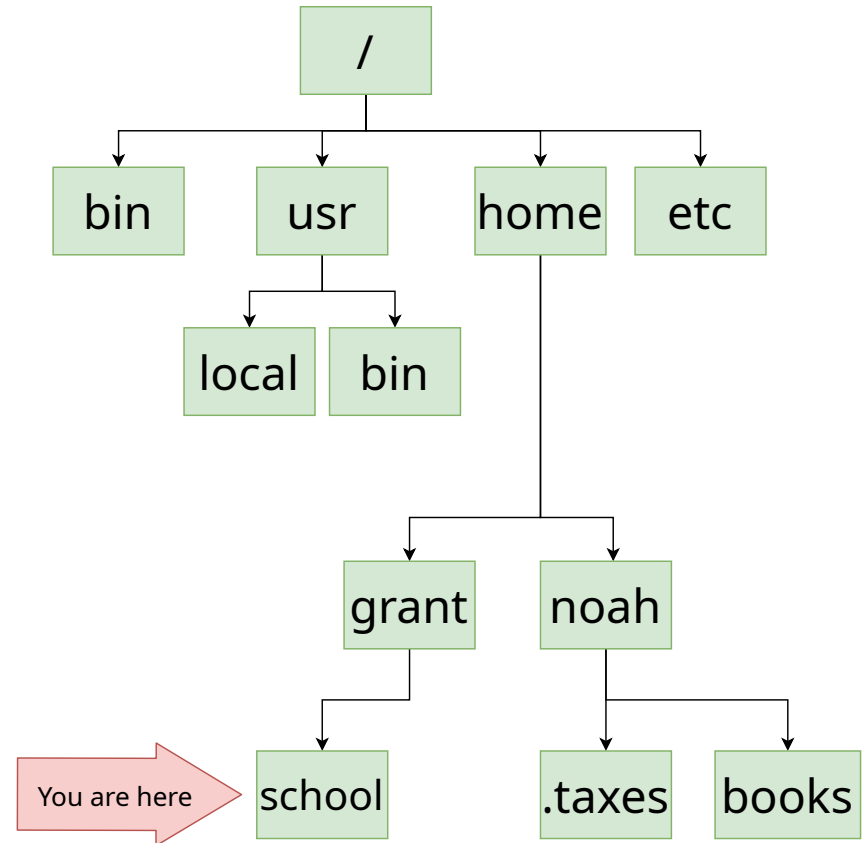 /
bin
usr
home
etc
local
bin
grant
noah
You are here
school
.taxes
books